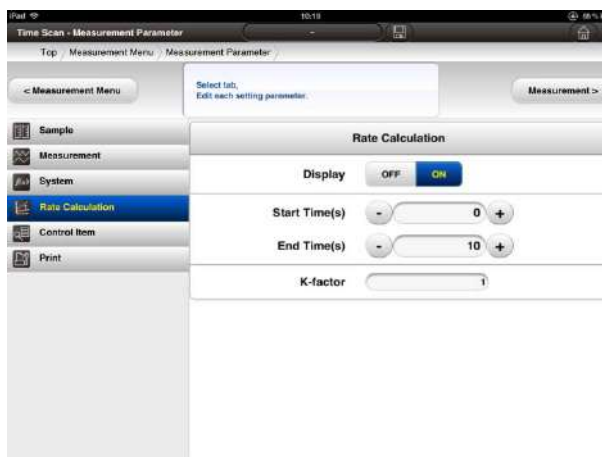 iPad 10:19
Time Scan - Measurement Parameter -
Top / Measurement Menu / Measurement Parameter /
< Measurement Menu
Select tab,
Edit each setting parameter.
Measurement >
Sample
Measurement
System
Rate Calculation
Control Item
Print
Rate Calculation
Display OFF ON
Start Time(s) - 0 +
End Time(s) - 10 +
K-factor 1